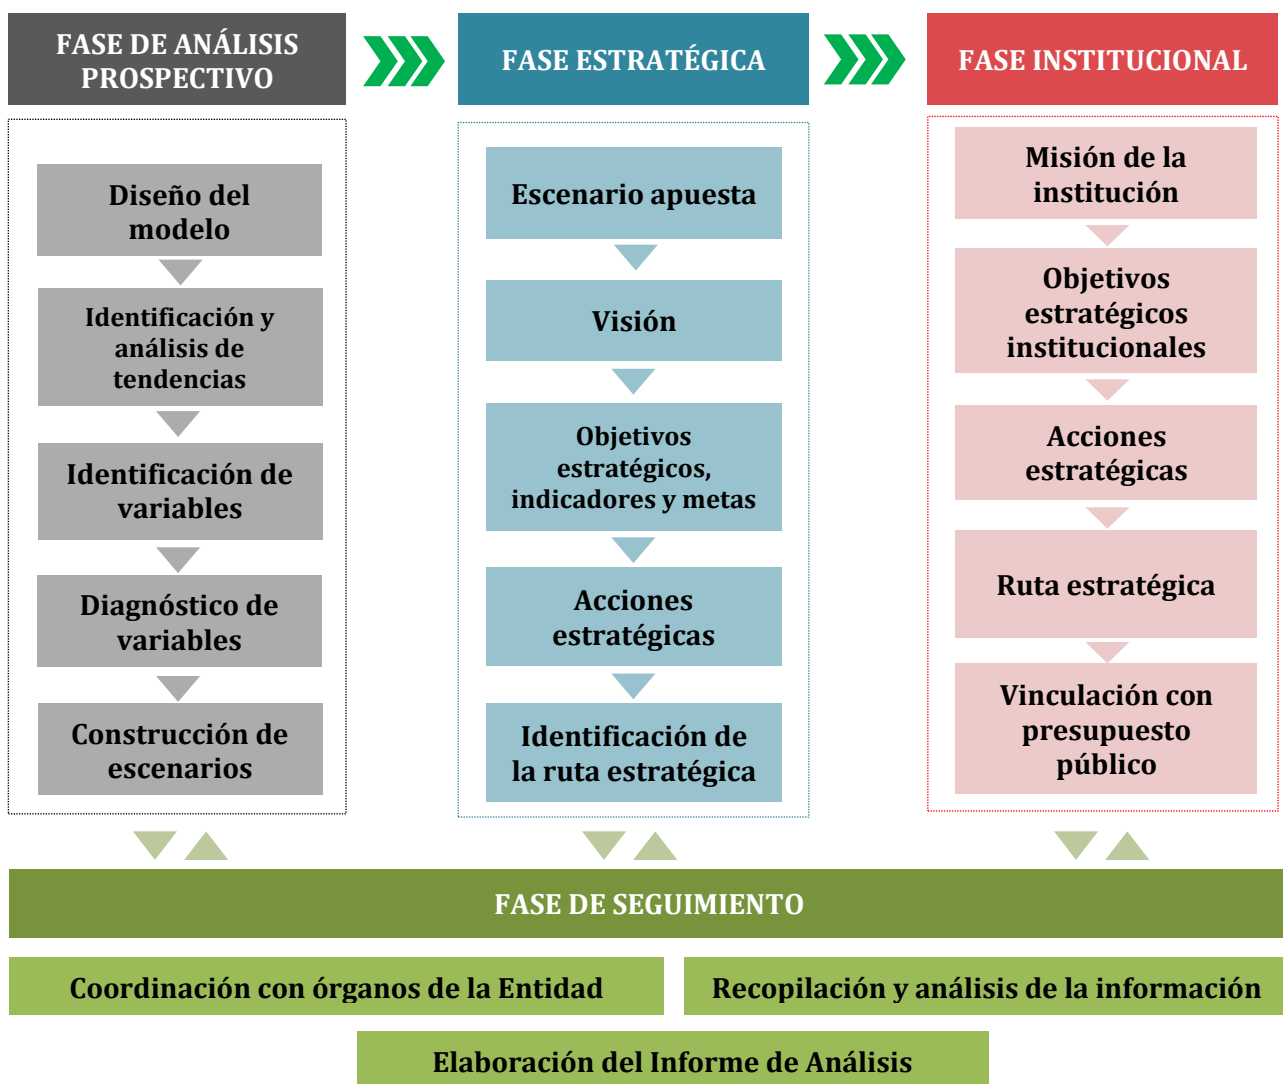 FASE DE ANÁLISIS
PROSPECTIVO
Diseño del
modelo
Identificación y
análisis de
tendencias
Identificación de
variables
Diagnóstico de
variables
Construcción de
escenarios
FASE ESTRATÉGICA
Escenario apuesta
Visión
Objetivos
estratégicos,
indicadores y metas
Acciones
estratégicas
Identificación de
la ruta estratégica
FASE INSTITUCIONAL
Misión de la
institución
Objetivos
estratégicos
institucionales
Acciones
estratégicas
Ruta estratégica
Vinculación con
presupuesto
público
FASE DE SEGUIMIENTO
Coordinación con órganos de la Entidad
Recopilación y análisis de la información
Elaboración del Informe de Análisis